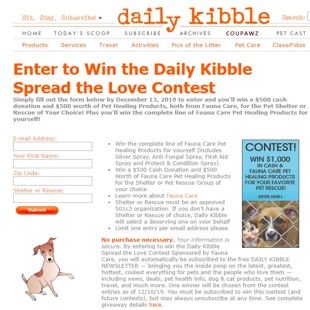 Sit, Stay, Subscribe ▸
daily kibble
Search:
HOME TODAY'S SCOOP SUBSCRIBE ARCHIVES COUPAWZ PET CAST
Products Services Travel Activities Pics of the Litter Pet Care Classifidos
Enter to Win the Daily Kibble
Spread the Love Contest
Simply fill out the form below by December 13, 2019 to enter and you'll win a $500 cash
donation and $500 worth of Pet Healing Products, both from Fauna Care, for the Pet Shelter or
Rescue of Your Choice! Plus you'll win the complete line of Fauna Care Pet Healing Products for
yourself!
E-mail Address:
Your First Name:
Zip Code:
Shelter or Rescue:
Submit
• Win the complete line of Fauna Care Pet
Healing Products for yourself (includes
Silver Spray, Anti-Fungal Spray, First Aid
Spray and Protect & Condition Spray)
• Win a $500 Cash Donation and $500
Worth of Fauna Care Pet Healing Products
for the Shelter or Pet Rescue Group of
your choice
• Learn more about Fauna Care
• Shelter or Rescue must be an approved
501c3 organization. If you don't have a
Shelter or Rescue of choice, Daily Kibble
will select a deserving one on your behalf
• Limit one entry per email address please
CONTEST!
WIN $1,000
IN CASH &
FAUNA CARE PET
HEALING PRODUCTS
FOR YOUR FAVORITE
PET RESCUE
ENTER HERE ▸
No purchase necessary. Your information is
secure. By entering to win the Daily Kibble
Spread the Love Contest Sponsored by Fauna
Care, you will automatically be subscribed to the free DAILY KIBBLE
NEWSLETTER — bringing you the inside poop on the latest, greatest,
hottest, coolest everything for pets and the people who love them —
including news, deals, pet health info, dog & cat products, pet nutrition,
travel, and much more. One winner will be chosen from the contest
entries as of 12/16/19. You must be subscribed to win this contest (and
future contests), but may always unsubscribe at any time. See complete
giveaway details here.